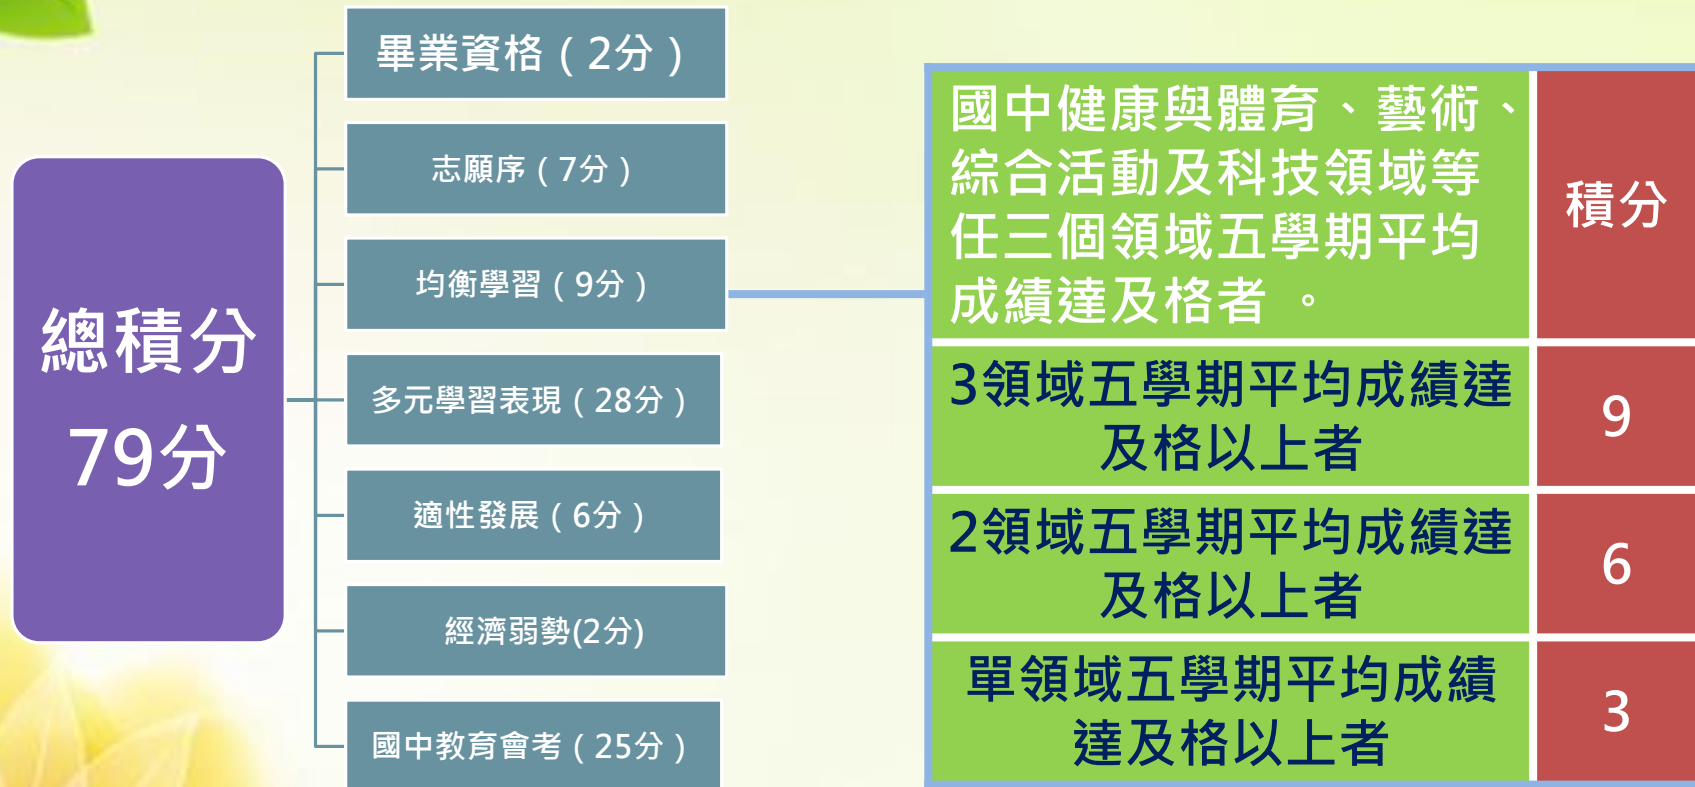 總積分
79分
畢業資格（2分）
志願序（7分）
均衡學習（9分）
多元學習表現（28分）
適性發展（6分）
經濟弱勢(2分)
國中教育會考（25分）
國中健康與體育、藝術、
綜合活動及科技領域等
任三個領域五學期平均
成績達及格者 。
積分
3領域五學期平均成績達
及格以上者
9
2領域五學期平均成績達
及格以上者
6
單領域五學期平均成績
達及格以上者
3